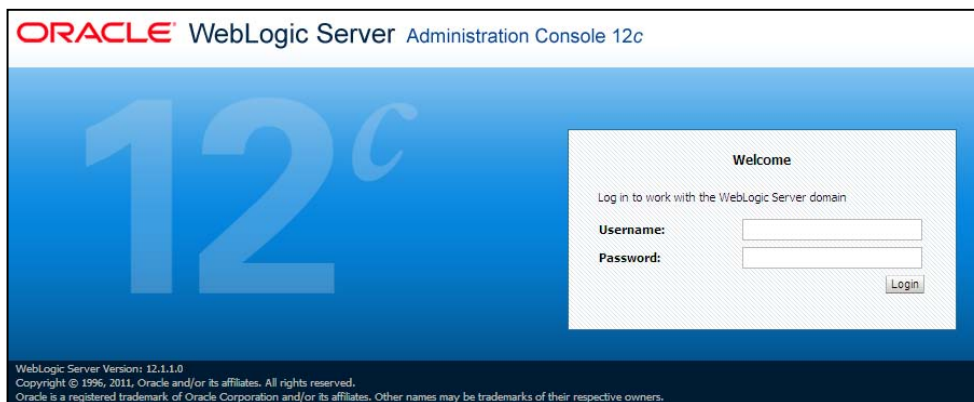 ORACLE® WebLogic Server Administration Console 12c
12c
Welcome
Log in to work with the WebLogic Server domain
Username:
Password:
Login
WebLogic Server Version: 12.1.1.0
Copyright © 1996, 2011, Oracle and/or its affiliates. All rights reserved.
Oracle is a registered trademark of Oracle Corporation and/or its affiliates. Other names may be trademarks of their respective owners.